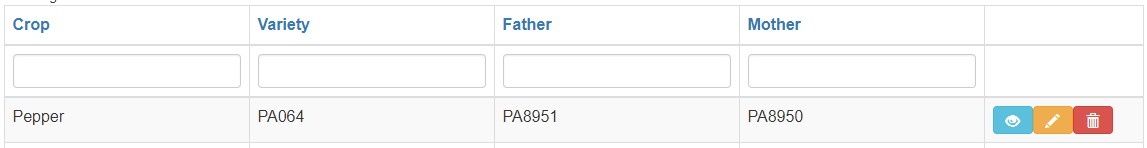 Crop Variety Father Mother
Pepper PA064 PA8951 PA8950